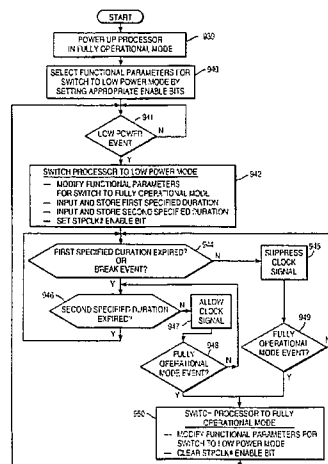 START
POWER UP PROCESSOR
IN FULLY OPERATIONAL MODE
939
SELECT FUNCTIONAL PARAMETERS FOR
SWITCH TO LOW POWER MODE BY
SETTING APPROPRIATE ENABLE BITS
940
941
LOW POWER
EVENT
N
Y
SWITCH PROCESSOR TO LOW POWER MODE
— MODIFY FUNCTIONAL PARAMETERS
FOR SWITCH TO FULLY OPERATIONAL MODE
— INPUT AND STORE FIRST SPECIFIED DURATION
— INPUT AND STORE SECOND SPECIFIED DURATION
— SET STPCLK# ENABLE BIT
942
944
FIRST SPECIFIED DURATION EXPIRED?
OR
BREAK EVENT?
N
Y
SUPPRESS
CLOCK
SIGNAL
945
946
SECOND SPECIFIED DURATION
EXPIRED?
N
Y
ALLOW
CLOCK
SIGNAL
947
FULLY
OPERATIONAL
MODE EVENT?
948
N
Y
FULLY
OPERATIONAL
MODE EVENT?
949
N
Y
950
SWITCH PROCESSOR TO FULLY
OPERATIONAL MODE
— MODIFY FUNCTIONAL PARAMETERS FOR
SWITCH TO LOW POWER MODE
— CLEAR STPCLK# ENABLE BIT